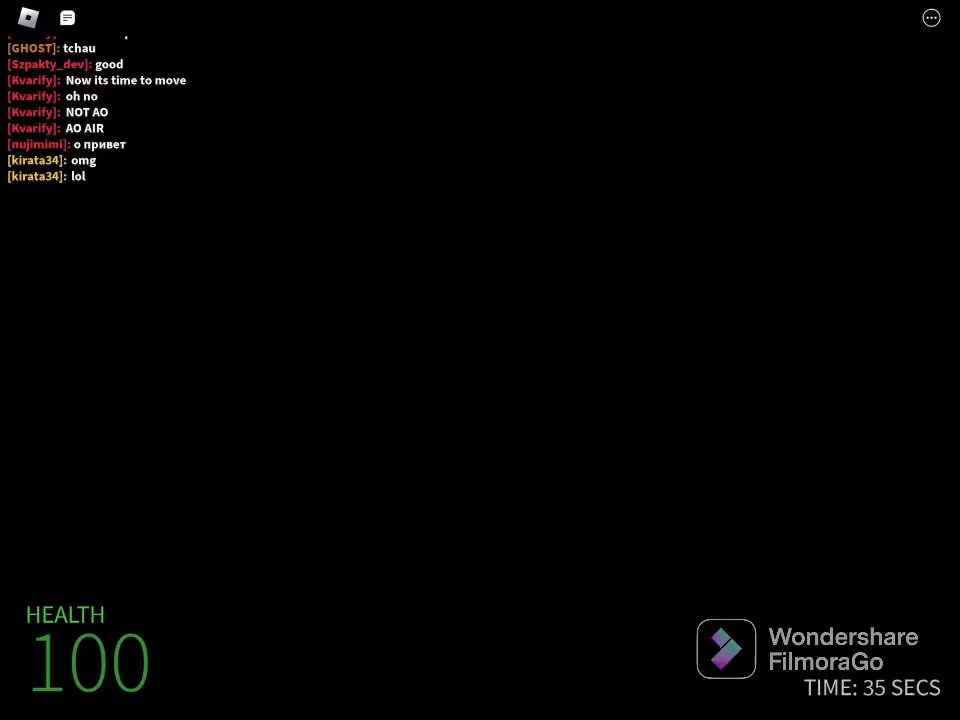 [GHOST]: tchau
[Szpakty_dev]: good
[Kvarify]: Now its time to move
[Kvarify]: oh no
[Kvarify]: NOT AO
[Kvarify]: AO AIR
[nujimimi]: о привет
[kirata34]: omg
[kirata34]: lol
HEALTH
100
Wondershare
FilmoraGo
TIME: 35 SECS